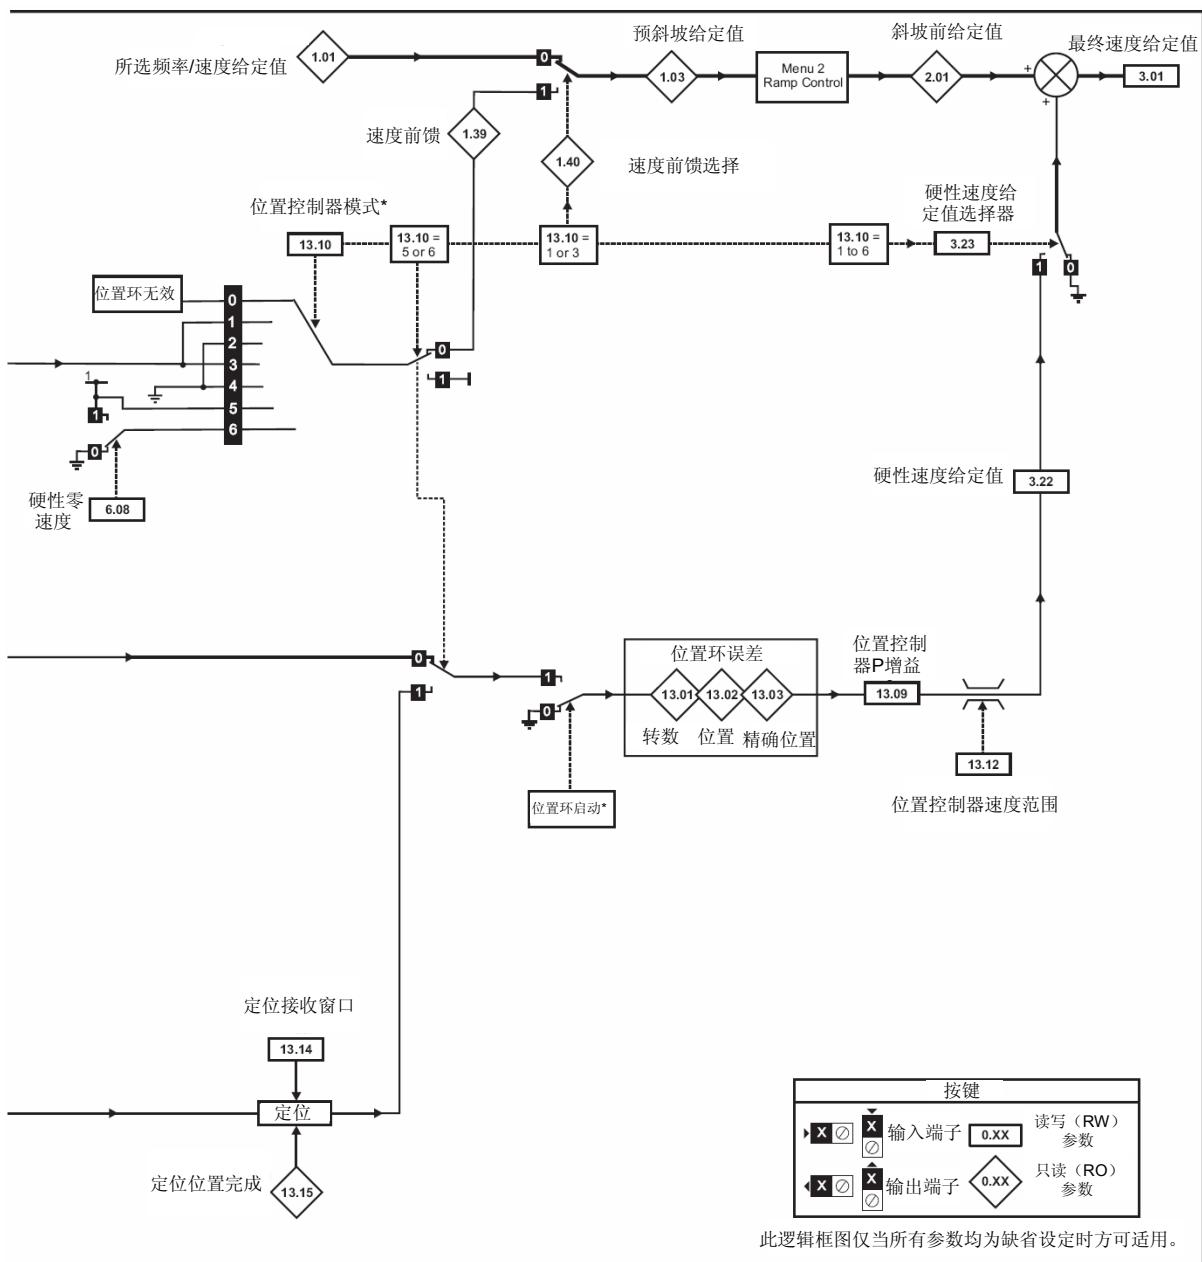 所选频率/速度给定值
1.01
0
1
预斜坡给定值
1.03
Menu 2
Ramp Control
斜坡前给定值
2.01
+
+
最终速度给定值
3.01
速度前馈
1.39
1.40
速度前馈选择
位置控制器模式*
13.10
13.10 =
5 or 6
13.10 =
1 or 3
13.10 =
1 to 6
硬性速度给
定值选择器
3.23
1
0
位置环无效
0
1
2
3
4
5
6
1
1
0
0
1
硬性零
速度
6.08
硬性速度给定值
3.22
0
1
1
0
位置环误差
13.01
13.02
13.03
转数
位置
精确位置
位置控制
器P增益
13.09
13.12
位置控制器速度范围
位置环启动*
定位接收窗口
13.14
定位
定位位置完成
13.15
按键
X
X
输入端子
0.XX
读写（RW）
参数
X
X
输出端子
0.XX
只读（RO）
参数
此逻辑框图仅当所有参数均为缺省设定时方可适用。